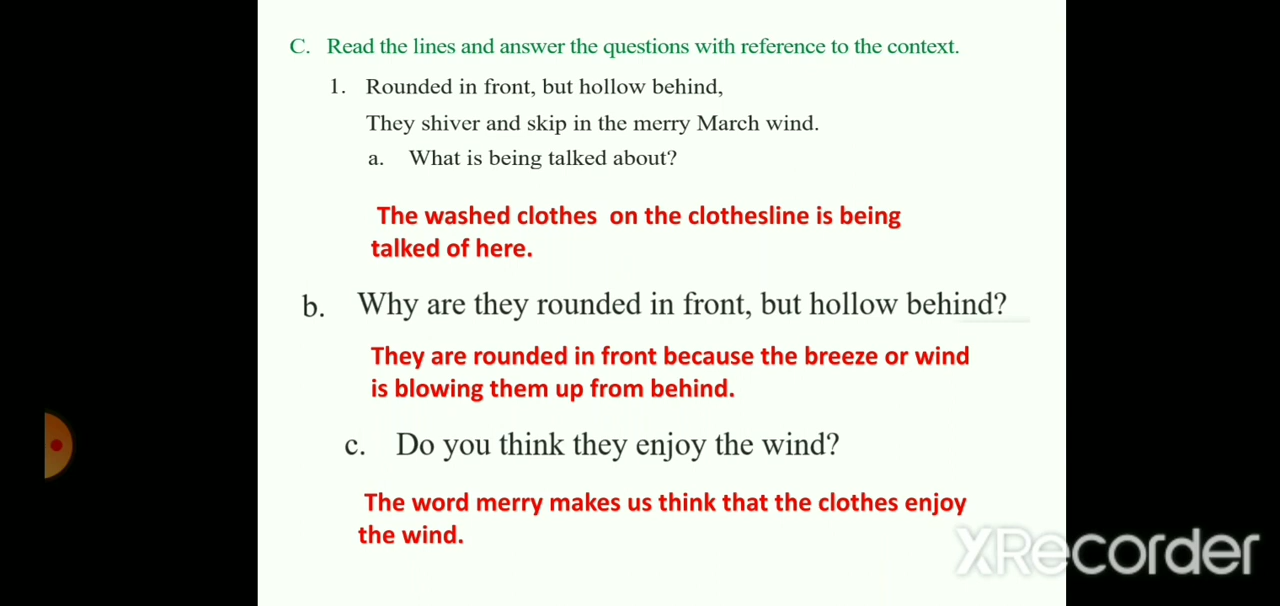 C. Read the lines and answer the questions with reference to the context.
1. Rounded in front, but hollow behind,
They shiver and skip in the merry March wind.
a. What is being talked about?
The washed clothes on the clothesline is being
talked of here.
b. Why are they rounded in front, but hollow behind?
They are rounded in front because the breeze or wind
is blowing them up from behind.
c. Do you think they enjoy the wind?
The word merry makes us think that the clothes enjoy
the wind.
XRecorder